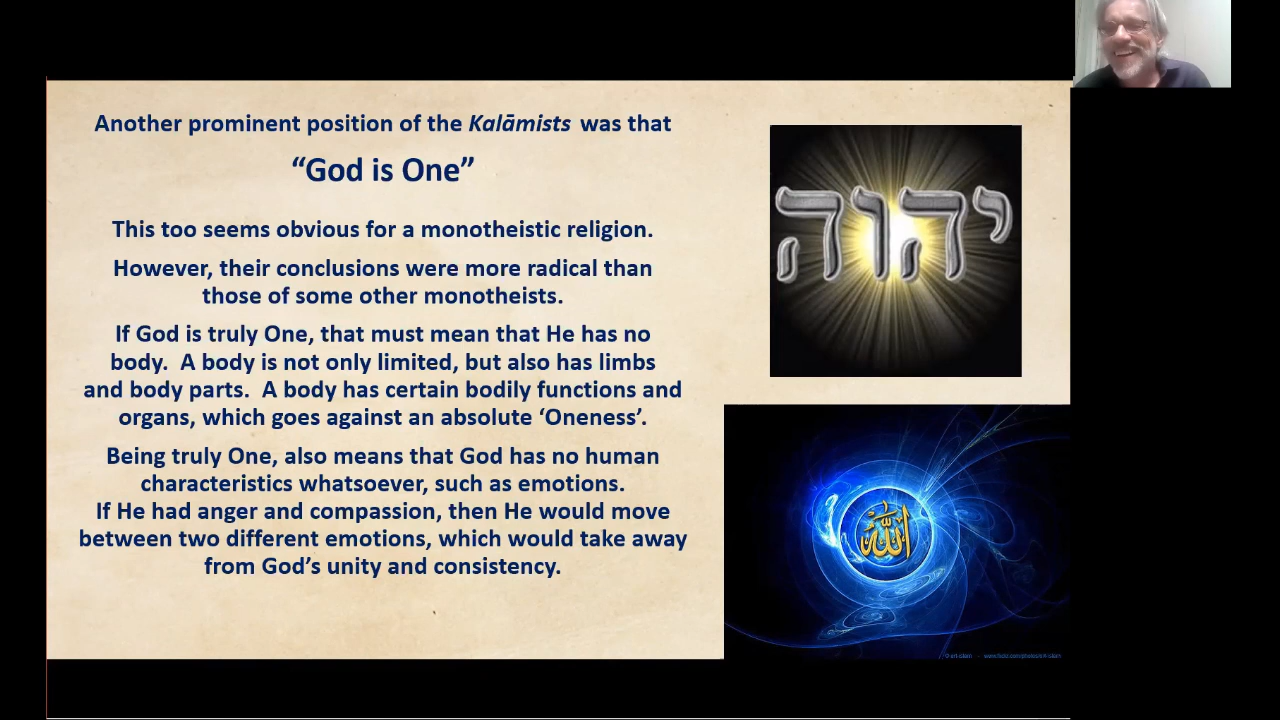 Another prominent position of the Kalāmists was that
“God is One”
This too seems obvious for a monotheistic religion.
However, their conclusions were more radical than
those of some other monotheists.
If God is truly One, that must mean that He has no
body. A body is not only limited, but also has limbs
and body parts. A body has certain bodily functions and
organs, which goes against an absolute ‘Oneness’.
Being truly One, also means that God has no human
characteristics whatsoever, such as emotions.
If He had anger and compassion, then He would move
between two different emotions, which would take away
from God’s unity and consistency.
יהוה
الله